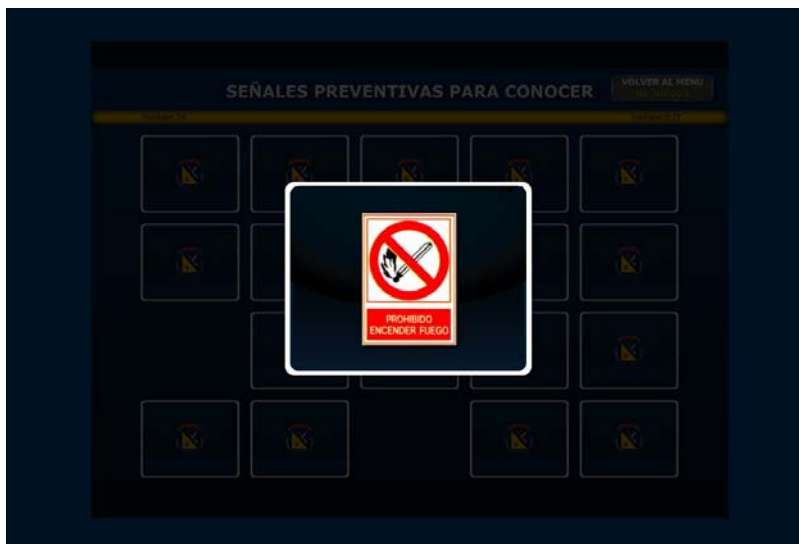 SEÑALES PREVENTIVAS PARA CONOCER
VOLVER AL MENU
PROHIBIDO
ENCENDER FUEGO